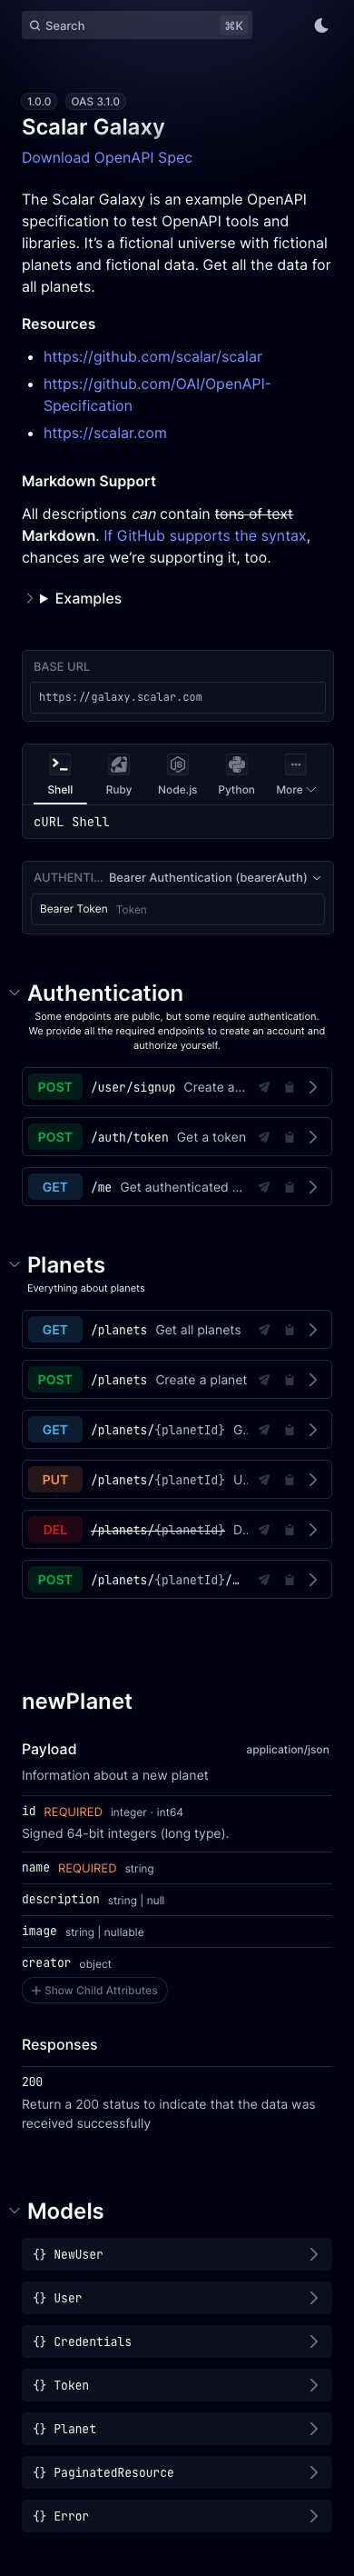 Search
⌘K
1.0.0 OAS 3.1.0
Scalar Galaxy
Download OpenAPI Spec
The Scalar Galaxy is an example OpenAPI
specification to test OpenAPI tools and
libraries. It's a fictional universe with fictional
planets and fictional data. Get all the data for
all planets.
Resources
• https://github.com/scalar/scalar
• https://github.com/OAI/OpenAPI-
Specification
• https://scalar.com
Markdown Support
All descriptions can contain tons of text
Markdown. If GitHub supports the syntax,
chances are we're supporting it, too.
Examples
BASE URL
https://galaxy.scalar.com
Shell Ruby Node.js Python More
cURL Shell
AUTHENTI... Bearer Authentication (bearerAuth)
Bearer Token Token
Authentication
Some endpoints are public, but some require authentication.
We provide all the required endpoints to create an account and
authorize yourself.
POST /user/signup Create a...
POST /auth/token Get a token
GET /me Get authenticated ...
Planets
Everything about planets
GET /planets Get all planets
POST /planets Create a planet
GET /planets/{planetId} G...
PUT /planets/{planetId} U...
DEL /planets/{planetId} D...
POST /planets/{planetId}/...
newPlanet
Payload application/json
Information about a new planet
id REQUIRED integer · int64
Signed 64-bit integers (long type).
name REQUIRED string
description string | null
image string | nullable
creator object
+ Show Child Attributes
Responses
200
Return a 200 status to indicate that the data was
received successfully
Models
{} NewUser
{} User
{} Credentials
{} Token
{} Planet
{} PaginatedResource
{} Error